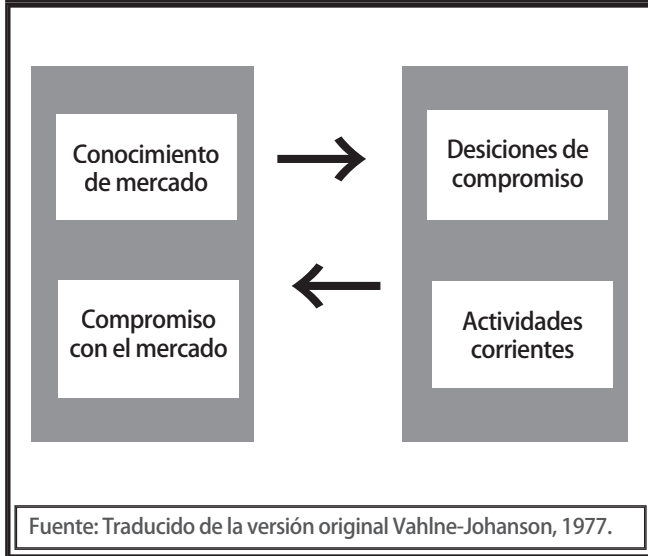 Conocimiento
de mercado
Desiciones de
compromiso
Compromiso
con el mercado
Actividades
corrientes
Fuente: Traducido de la versión original Vahlne-Johanson, 1977.